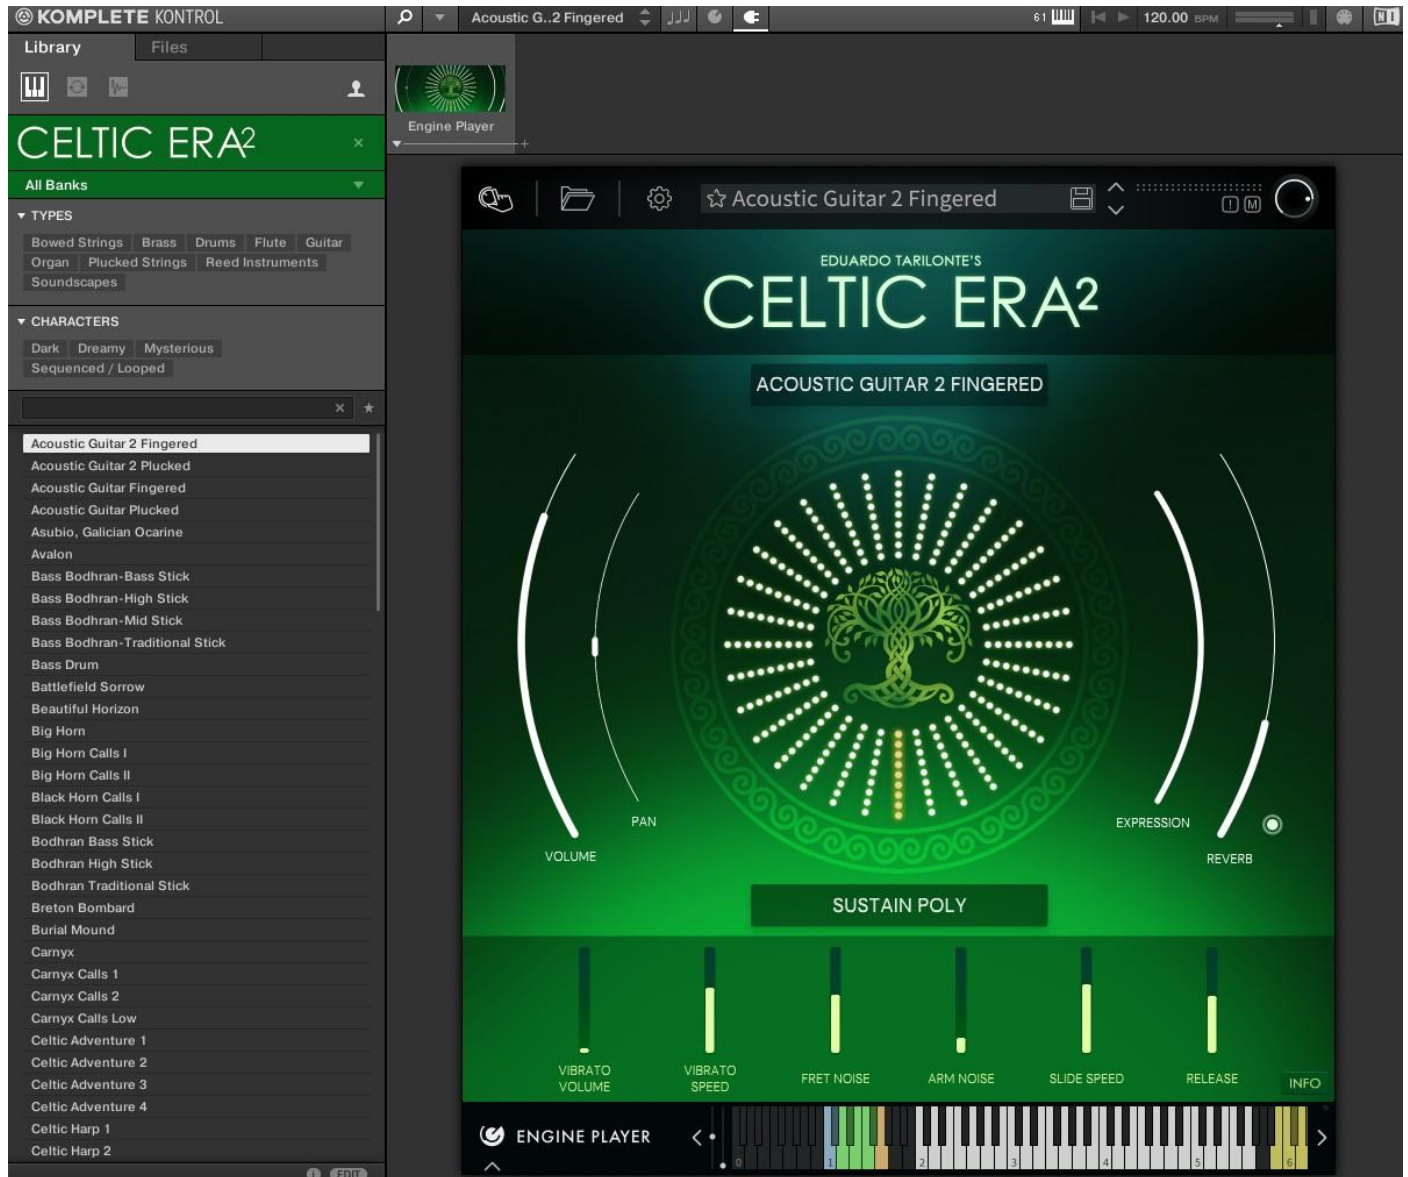 KOMPLETE KONTROL
Acoustic G..2 Fingered
61
120.00 BPM
Library
Files
CELTIC ERA2
All Banks
TYPES
Bowed Strings Brass Drums Flute Guitar
Organ Plucked Strings Reed Instruments
Soundscapes
CHARACTERS
Dark Dreamy Mysterious
Sequenced / Looped
Acoustic Guitar 2 Fingered
Acoustic Guitar 2 Plucked
Acoustic Guitar Fingered
Acoustic Guitar Plucked
Asubio, Galician Ocarine
Avalon
Bass Bodhran-Bass Stick
Bass Bodhran-High Stick
Bass Bodhran-Mid Stick
Bass Bodhran-Traditional Stick
Bass Drum
Battlefield Sorrow
Beautiful Horizon
Big Horn
Big Horn Calls I
Big Horn Calls II
Black Horn Calls I
Black Horn Calls II
Bodhran Bass Stick
Bodhran High Stick
Bodhran Traditional Stick
Breton Bombard
Burial Mound
Carnyx
Carnyx Calls 1
Carnyx Calls 2
Carnyx Calls Low
Celtic Adventure 1
Celtic Adventure 2
Celtic Adventure 3
Celtic Adventure 4
Celtic Harp 1
Celtic Harp 2
EDIT
Engine Player
Acoustic Guitar 2 Fingered
! M
EDUARDO TARILONTE'S
CELTIC ERA2
ACOUSTIC GUITAR 2 FINGERED
PAN
VOLUME
EXPRESSION
REVERB
SUSTAIN POLY
VIBRATO
VOLUME
VIBRATO
SPEED
FRET NOISE
ARM NOISE
SLIDE SPEED
RELEASE
INFO
ENGINE PLAYER
0 1 2 3 4 5 6